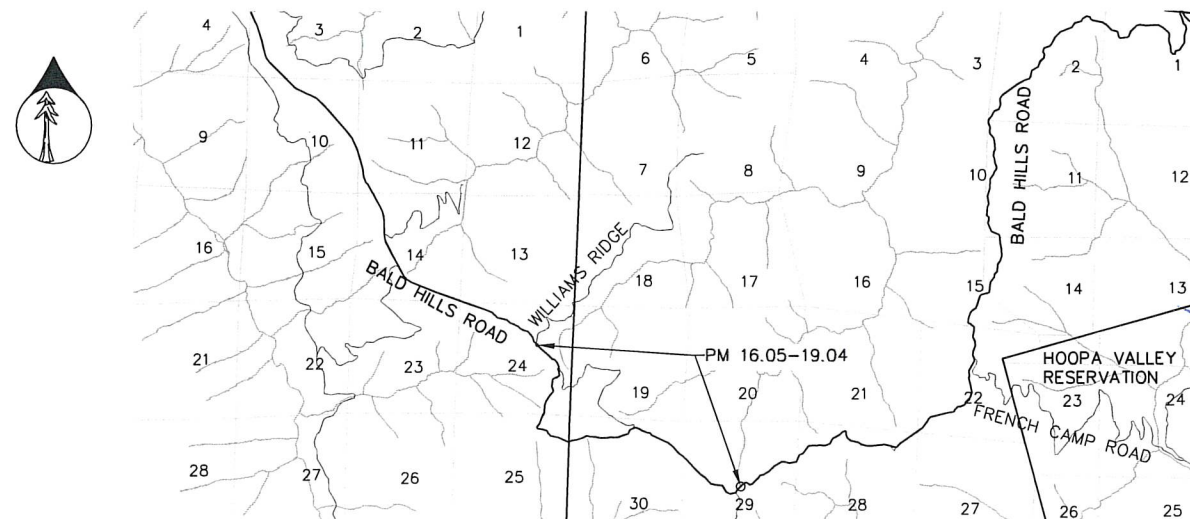 4 3 2 1
6 5 4 3 2 1
9 10 11 12
7 8 9 10 11 12
BALD HILLS ROAD
16 15 14 13
18 17 16 15 14 13
WILLIAMS RIDGE
BALD HILLS ROAD
PM 16.05-19.04
HOOPA VALLEY
RESERVATION
21 22 23 24
19 20 21 22 23 24
FRENCH CAMP ROAD
28 27 26 25
30 29 28 27 26 25